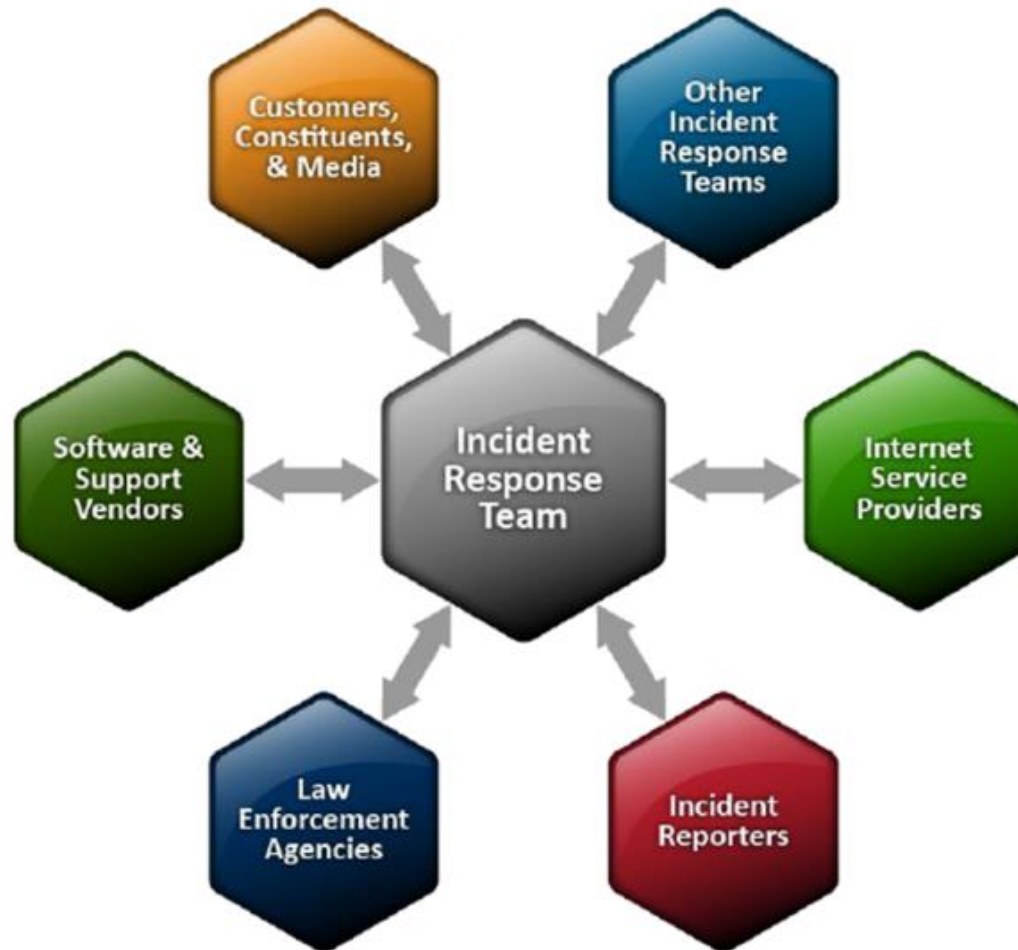 Customers,
Constituents,
& Media
Other
Incident
Response
Teams
Software &
Support
Vendors
Incident
Response
Team
Internet
Service
Providers
Law
Enforcement
Agencies
Incident
Reporters